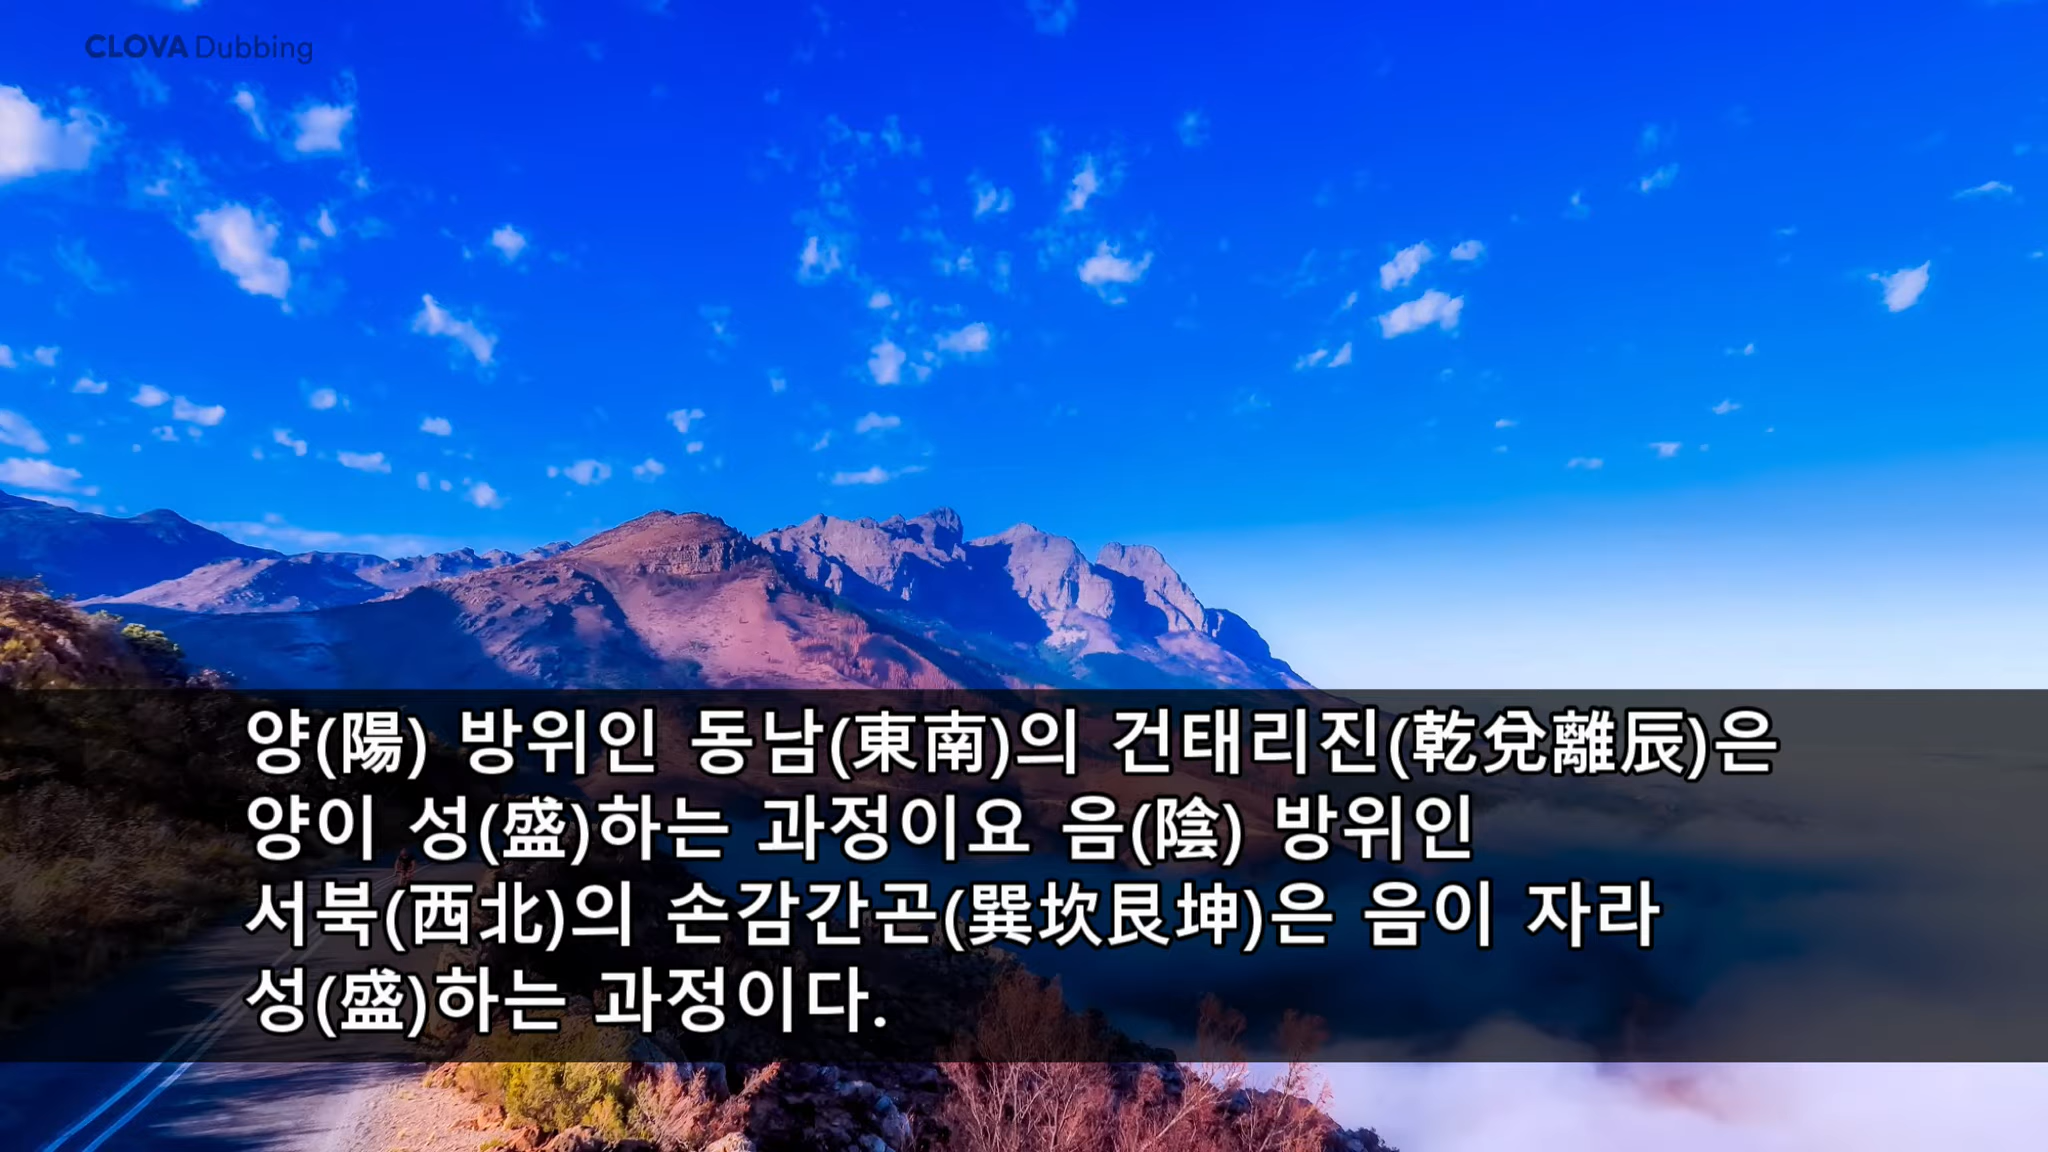 CLOVA Dubbing
양(陽) 방위인 동남(東南)의 건태리진(乾兌離辰)은
양이 성(盛)하는 과정이요 음(陰) 방위인
서북(西北)의 손감간곤(巽坎艮坤)은 음이 자라
성(盛)하는 과정이다.